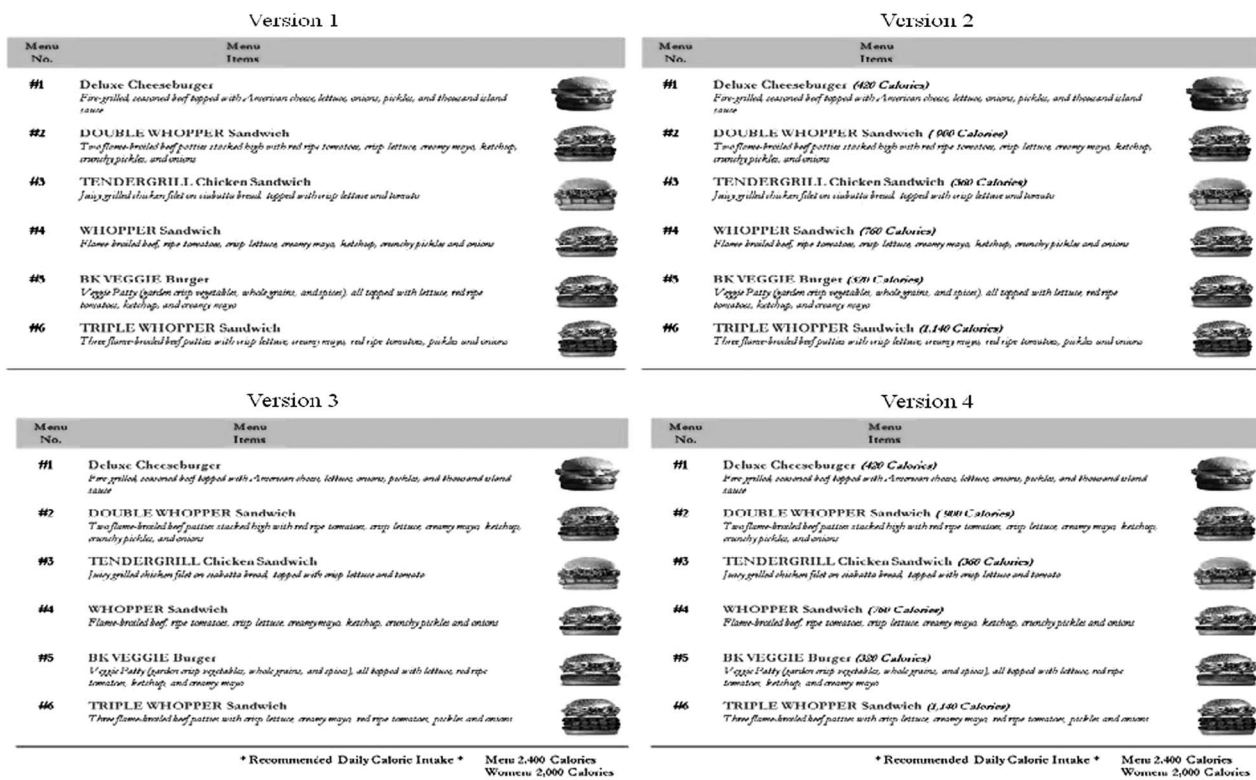 Version 1
Menu No. Menu Items
#1 Deluxe Cheeseburger
Fire-grilled, seasoned beef topped with American cheese, lettuce, onions, pickles, and thousand island
sauce
#2 DOUBLE WHOPPER Sandwich
Two flame-broiled beef patties stacked high with red ripe tomatoes, crisp lettuce, creamy mayo, ketchup,
crunchy pickles, and onions
#3 TENDERGRILL Chicken Sandwich
Juicy grilled chicken filet on ciabatta bread, topped with crisp lettuce and tomato
#4 WHOPPER Sandwich
Flame-broiled beef, ripe tomatoes, crisp lettuce, creamy mayo, ketchup, crunchy pickles and onions
#5 BK VEGGIE Burger
Veggie Patty (garden crisp vegetables, whole grains, and spices), all topped with lettuce, red ripe
tomatoes, ketchup, and creamy mayo
#6 TRIPLE WHOPPER Sandwich
Three flame-broiled beef patties with crisp lettuce, creamy mayo, red ripe tomatoes, pickles and onions
Version 2
Menu No. Menu Items
#1 Deluxe Cheeseburger (420 Calories)
Fire-grilled, seasoned beef topped with American cheese, lettuce, onions, pickles, and thousand island
sauce
#2 DOUBLE WHOPPER Sandwich ( Calories)
Two flame-broiled beef patties stacked high with red ripe tomatoes, crisp lettuce, creamy mayo, ketchup,
crunchy pickles, and onions
#3 TENDERGRILL Chicken Sandwich (360 Calories)
Juicy grilled chicken filet on ciabatta bread, topped with crisp lettuce and tomato
#4 WHOPPER Sandwich (760 Calories)
Flame-broiled beef, ripe tomatoes, crisp lettuce, creamy mayo, ketchup, crunchy pickles and onions
#5 BK VEGGIE Burger (320 Calories)
Veggie Patty (garden crisp vegetables, whole grains, and spices), all topped with lettuce, red ripe
tomatoes, ketchup, and creamy mayo
#6 TRIPLE WHOPPER Sandwich (1,140 Calories)
Three flame-broiled beef patties with crisp lettuce, creamy mayo, red ripe tomatoes, pickles and onions
Version 3
Menu No. Menu Items
#1 Deluxe Cheeseburger
Fire-grilled, seasoned beef topped with American cheese, lettuce, onions, pickles, and thousand island
sauce
#2 DOUBLE WHOPPER Sandwich
Two flame-broiled beef patties stacked high with red ripe tomatoes, crisp lettuce, creamy mayo, ketchup,
crunchy pickles, and onions
#3 TENDERGRILL Chicken Sandwich
Juicy grilled chicken filet on ciabatta bread, topped with crisp lettuce and tomato
#4 WHOPPER Sandwich
Flame-broiled beef, ripe tomatoes, crisp lettuce, creamy mayo, ketchup, crunchy pickles and onions
#5 BK VEGGIE Burger
Veggie Patty (garden crisp vegetables, whole grains, and spices), all topped with lettuce, red ripe
tomatoes, ketchup, and creamy mayo
#6 TRIPLE WHOPPER Sandwich
Three flame-broiled beef patties with crisp lettuce, creamy mayo, red ripe tomatoes, pickles and onions
* Recommended Daily Calorie Intake * Men: 2,400 Calories
Women: 2,000 Calories
Version 4
Menu No. Menu Items
#1 Deluxe Cheeseburger (420 Calories)
Fire-grilled, seasoned beef topped with American cheese, lettuce, onions, pickles, and thousand island
sauce
#2 DOUBLE WHOPPER Sandwich ( 900 Calories)
Two flame-broiled beef patties stacked high with red ripe tomatoes, crisp lettuce, creamy mayo, ketchup,
crunchy pickles, and onions
#3 TENDERGRILL Chicken Sandwich (360 Calories)
Juicy grilled chicken filet on ciabatta bread, topped with crisp lettuce and tomato
#4 WHOPPER Sandwich (760 Calories)
Flame-broiled beef, ripe tomatoes, crisp lettuce, creamy mayo, ketchup, crunchy pickles and onions
#5 BK VEGGIE Burger (320 Calories)
Veggie Patty (garden crisp vegetables, whole grains, and spices), all topped with lettuce, red ripe
tomatoes, ketchup, and creamy mayo
#6 TRIPLE WHOPPER Sandwich (1,140 Calories)
Three flame-broiled beef patties with crisp lettuce, creamy mayo, red ripe tomatoes, pickles and onions
* Recommended Daily Calorie Intake * Men: 2,400 Calories
Women: 2,000 Calories